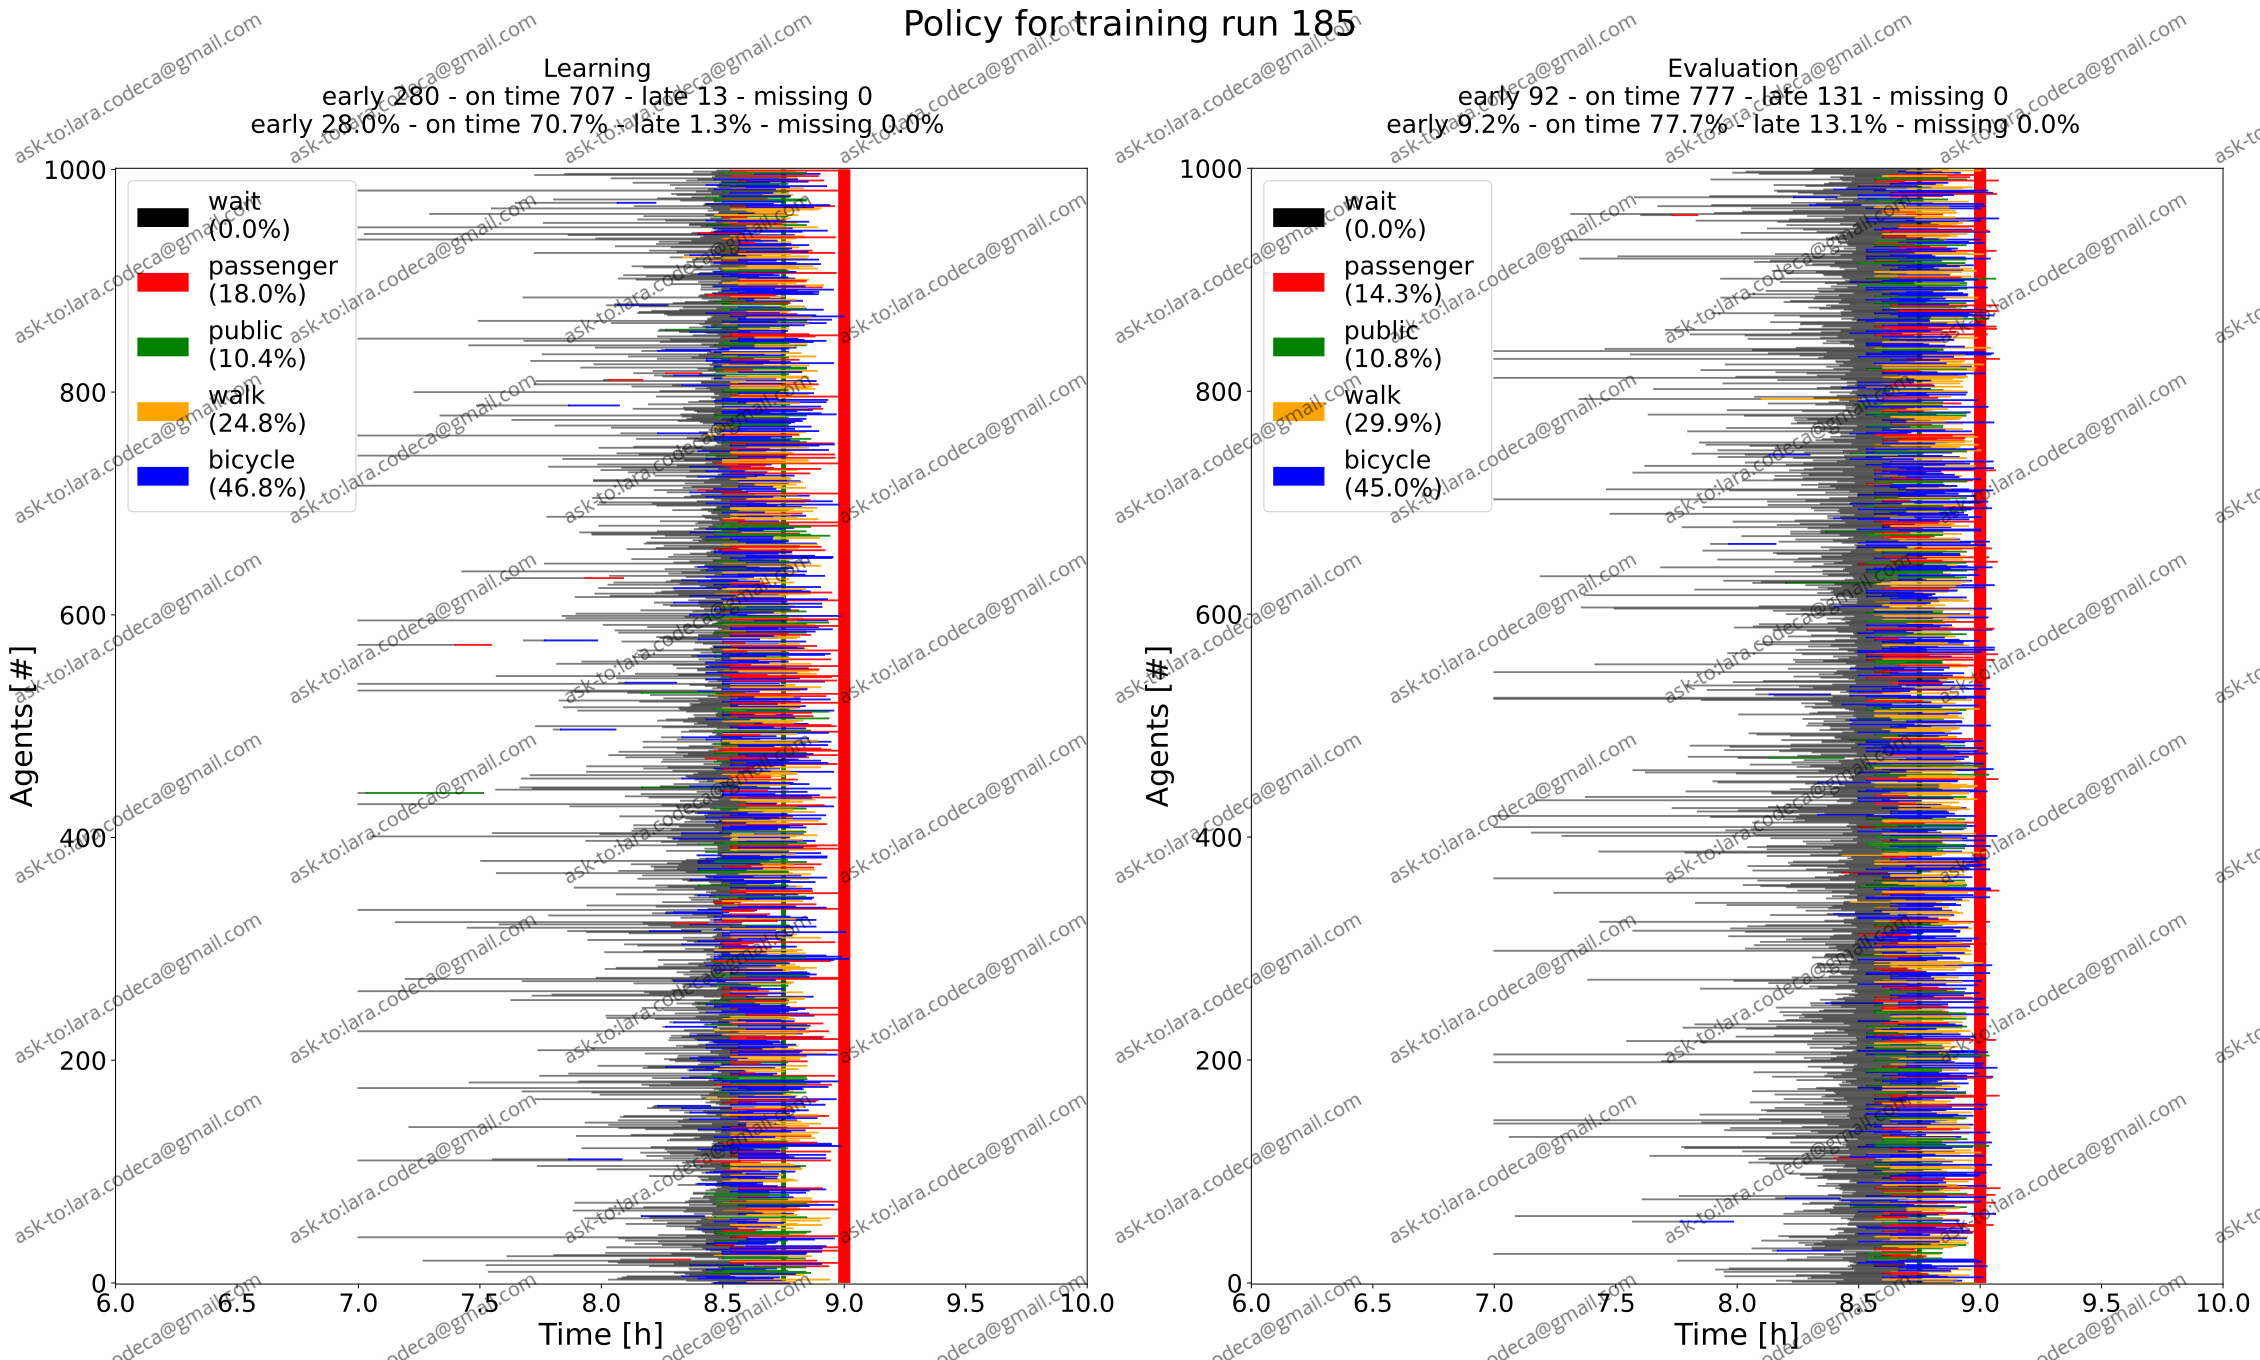 Policy for training run 185
Learning
early 280 - on time 707 - late 13 - missing 0
early 28.0% - on time 70.7% - late 1.3% - missing 0.0%
1000
800
600
400
200
0
Agents [#]
wait
(0.0%)
passenger
(18.0%)
public
(10.4%)
walk
(24.8%)
bicycle
(46.8%)
6.0 6.5 7.0 7.5 8.0 8.5 9.0 9.5 10.0
Time [h]
Evaluation
early 92 - on time 777 - late 131 - missing 0
early 9.2% - on time 77.7% - late 13.1% - missing 0.0%
1000
800
600
400
200
0
Agents [#]
wait
(0.0%)
passenger
(14.3%)
public
(10.8%)
walk
(29.9%)
bicycle
(45.0%)
6.0 6.5 7.0 7.5 8.0 8.5 9.0 9.5 10.0
Time [h]
ask-to:lara.codeca@gmail.com